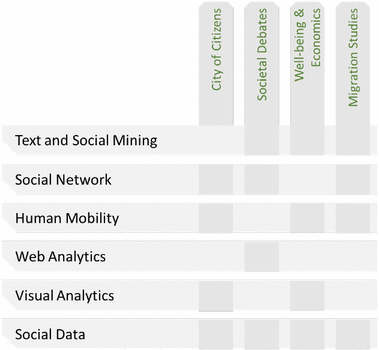 City of Citizens
Societal Debates
Well-being &
Economics
Migration Studies
Text and Social Mining
Social Network
Human Mobility
Web Analytics
Visual Analytics
Social Data